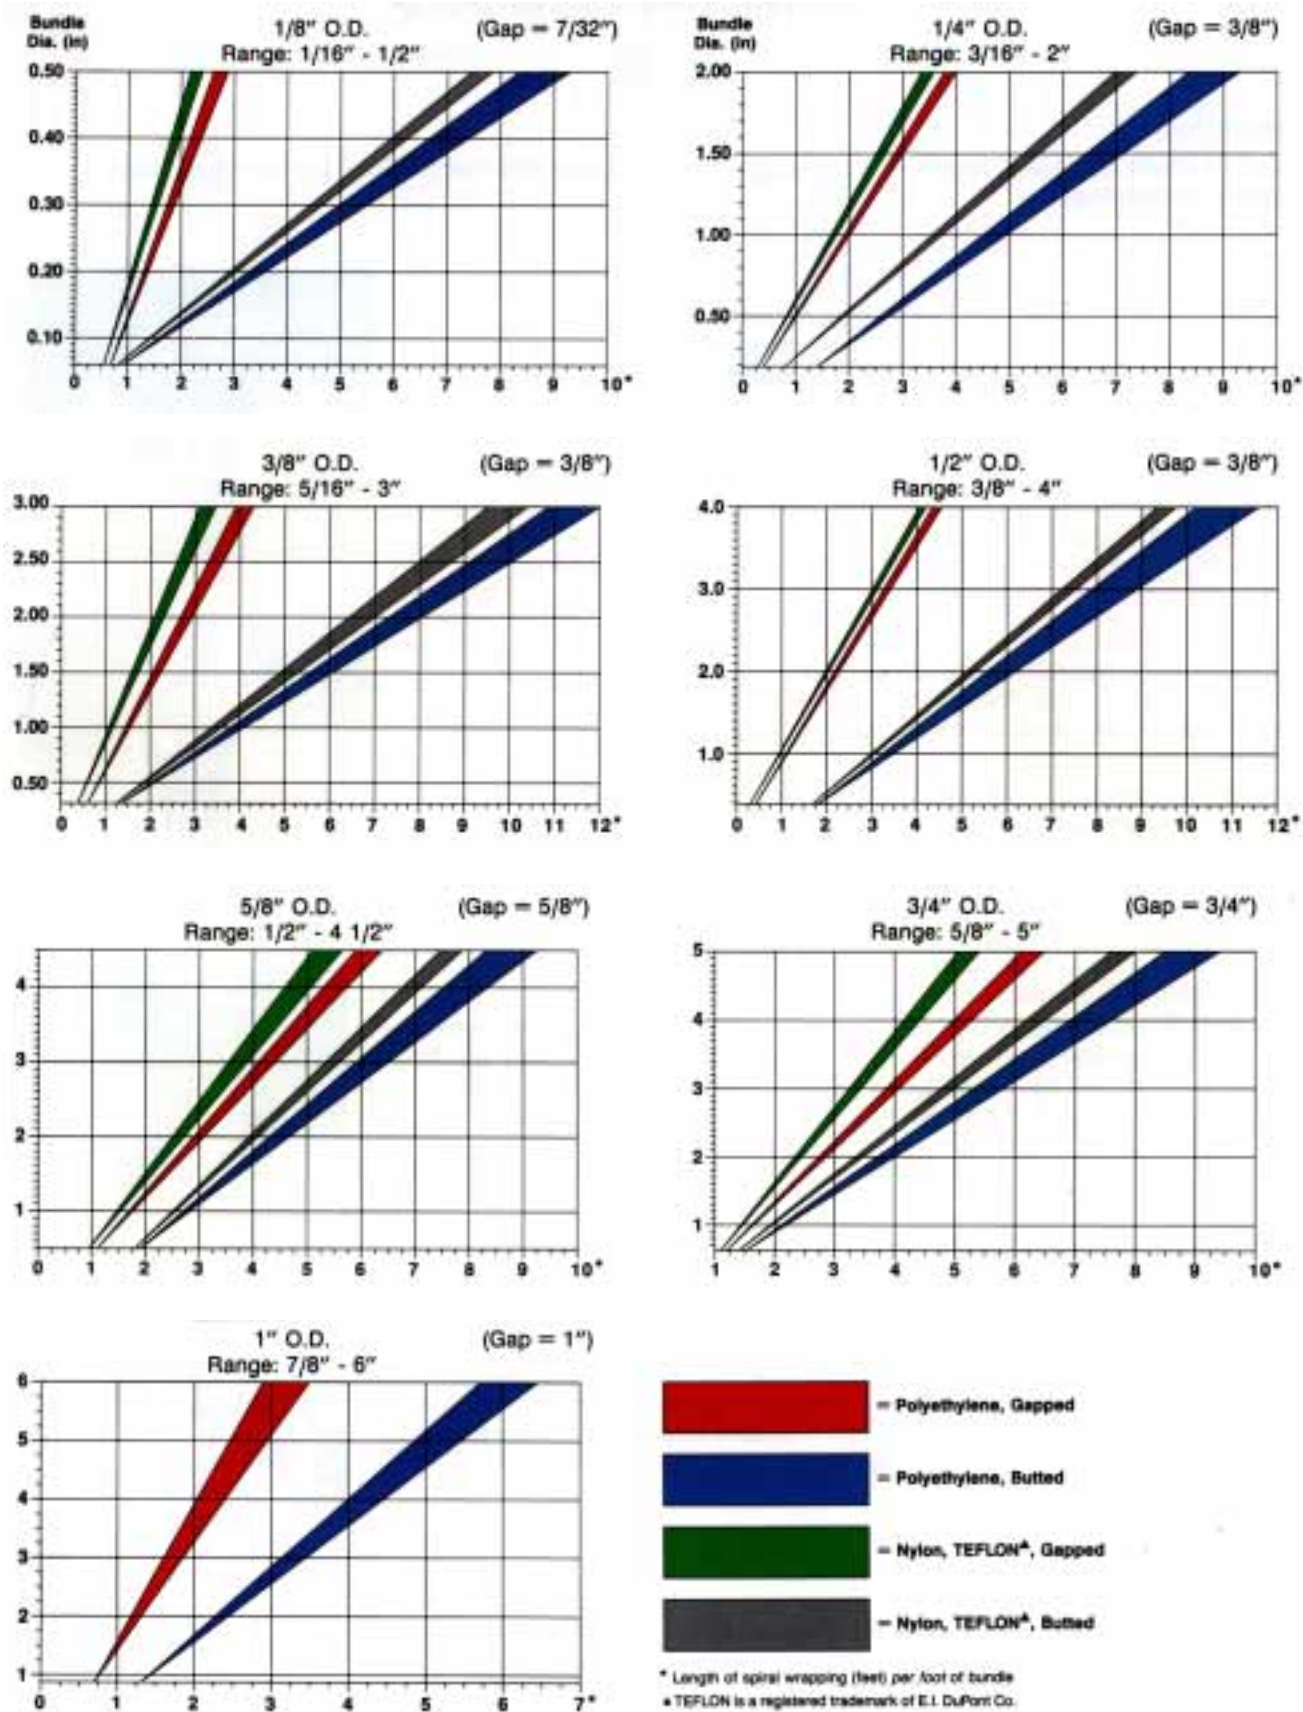 Bundle
Dia. (in)
1/8" O.D.
(Gap = 7/32")
Range: 1/16" - 1/2"
0.50
0.40
0.30
0.20
0.10
0 1 2 3 4 5 6 7 8 9 10*
Bundle
Dia. (in)
1/4" O.D.
(Gap = 3/8")
Range: 3/16" - 2"
2.00
1.50
1.00
0.50
0 1 2 3 4 5 6 7 8 9 10*
3/8" O.D.
(Gap = 3/8")
Range: 5/16" - 3"
3.00
2.50
2.00
1.50
1.00
0.50
0 1 2 3 4 5 6 7 8 9 10 11 12*
1/2" O.D.
(Gap = 3/8")
Range: 3/8" - 4"
4.0
3.0
2.0
1.0
0 1 2 3 4 5 6 7 8 9 10 11 12*
5/8" O.D.
(Gap = 5/8")
Range: 1/2" - 4 1/2"
4
3
2
1
0 1 2 3 4 5 6 7 8 9 10*
3/4" O.D.
(Gap = 3/4")
Range: 5/8" - 5"
5
4
3
2
1
1 2 3 4 5 6 7 8 9 10*
1" O.D.
(Gap = 1")
Range: 7/8" - 6"
6
5
4
3
2
1
0 1 2 3 4 5 6 7*
= Polyethylene, Gapped
= Polyethylene, Butted
= Nylon, TEFLON▲, Gapped
= Nylon, TEFLON▲, Butted
* Length of spiral wrapping (feet) per foot of bundle
▲ TEFLON is a registered trademark of E.I. DuPont Co.